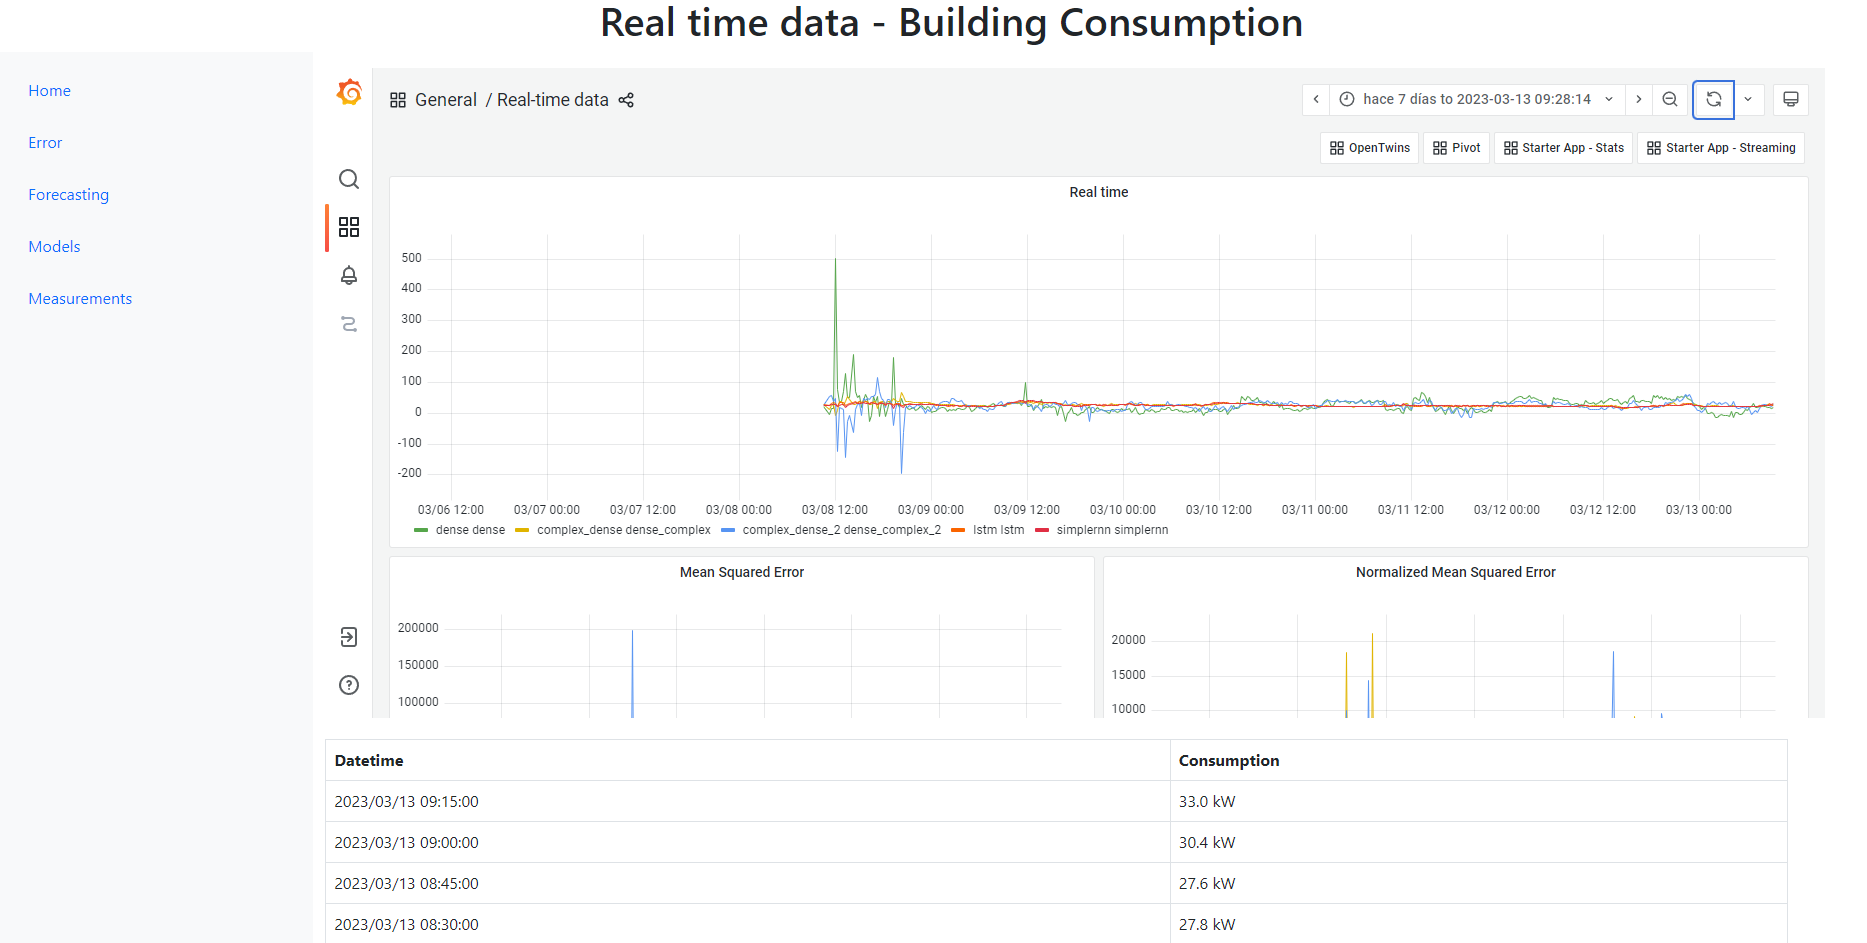 Real time data - Building Consumption
Home
Error
Forecasting
Models
Measurements
General / Real-time data
hace 7 días to 2023-03-13 09:28:14
OpenTwins Pivot Starter App - Stats Starter App - Streaming
Real time
500
400
300
200
100
0
-100
-200
03/06 12:00 03/07 00:00 03/07 12:00 03/08 00:00 03/08 12:00 03/09 00:00 03/09 12:00 03/10 00:00 03/10 12:00 03/11 00:00 03/11 12:00 03/12 00:00 03/12 12:00 03/13 00:00
dense dense complex_dense dense_complex complex_dense_2 dense_complex_2 lstm lstm simplernn simplernn
Mean Squared Error
200000
150000
100000
Normalized Mean Squared Error
20000
15000
10000
Datetime Consumption
2023/03/13 09:15:00 33.0 kW
2023/03/13 09:00:00 30.4 kW
2023/03/13 08:45:00 27.6 kW
2023/03/13 08:30:00 27.8 kW